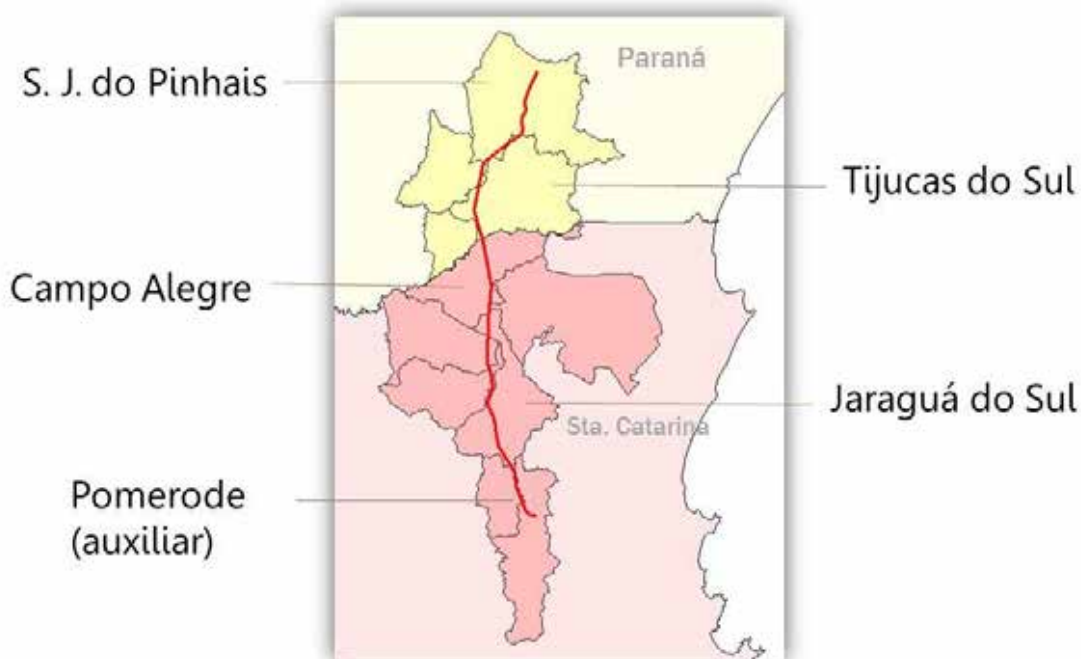 Paraná
S. J. do Pinhais
Tijucas do Sul
Campo Alegre
Jaraguá do Sul
Sta. Catarina
Pomerode
(auxiliar)